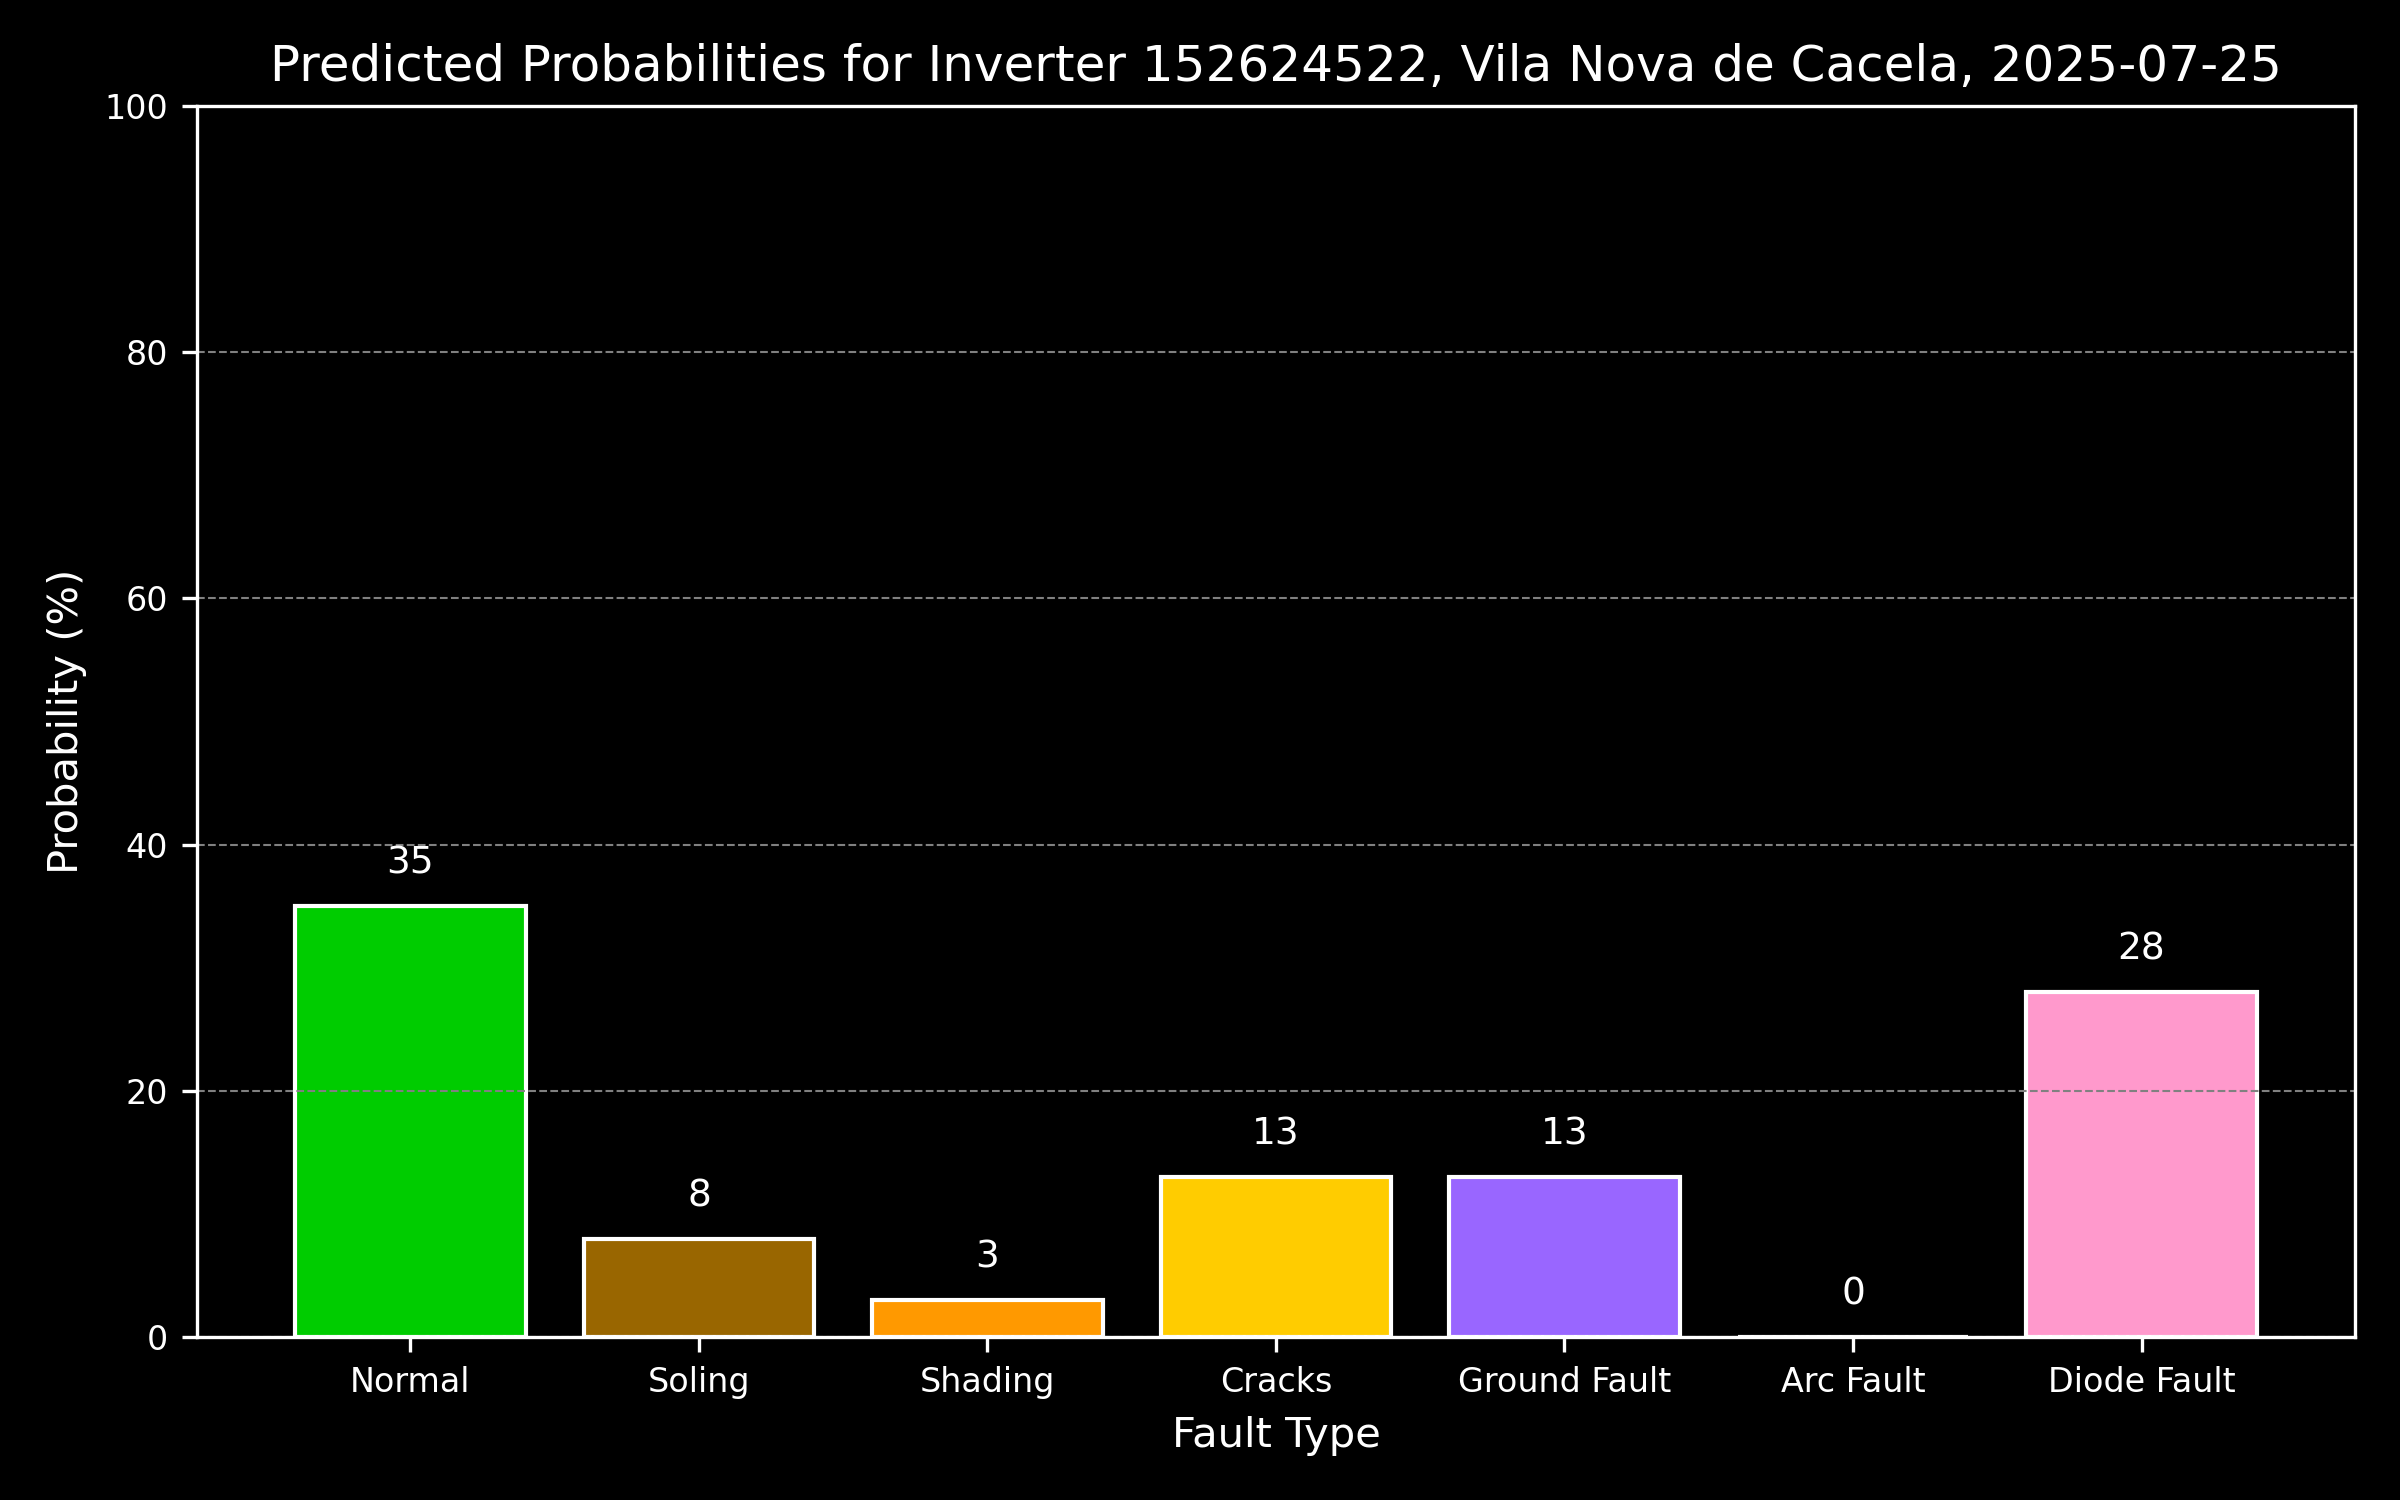 Predicted Probabilities for Inverter 152624522, Vila Nova de Cacela, 2025-07-25
100
80
60
40
20
0
Probability (%)
35
8
3
13
13
0
28
Normal
Soling
Shading
Cracks
Ground Fault
Arc Fault
Diode Fault
Fault Type